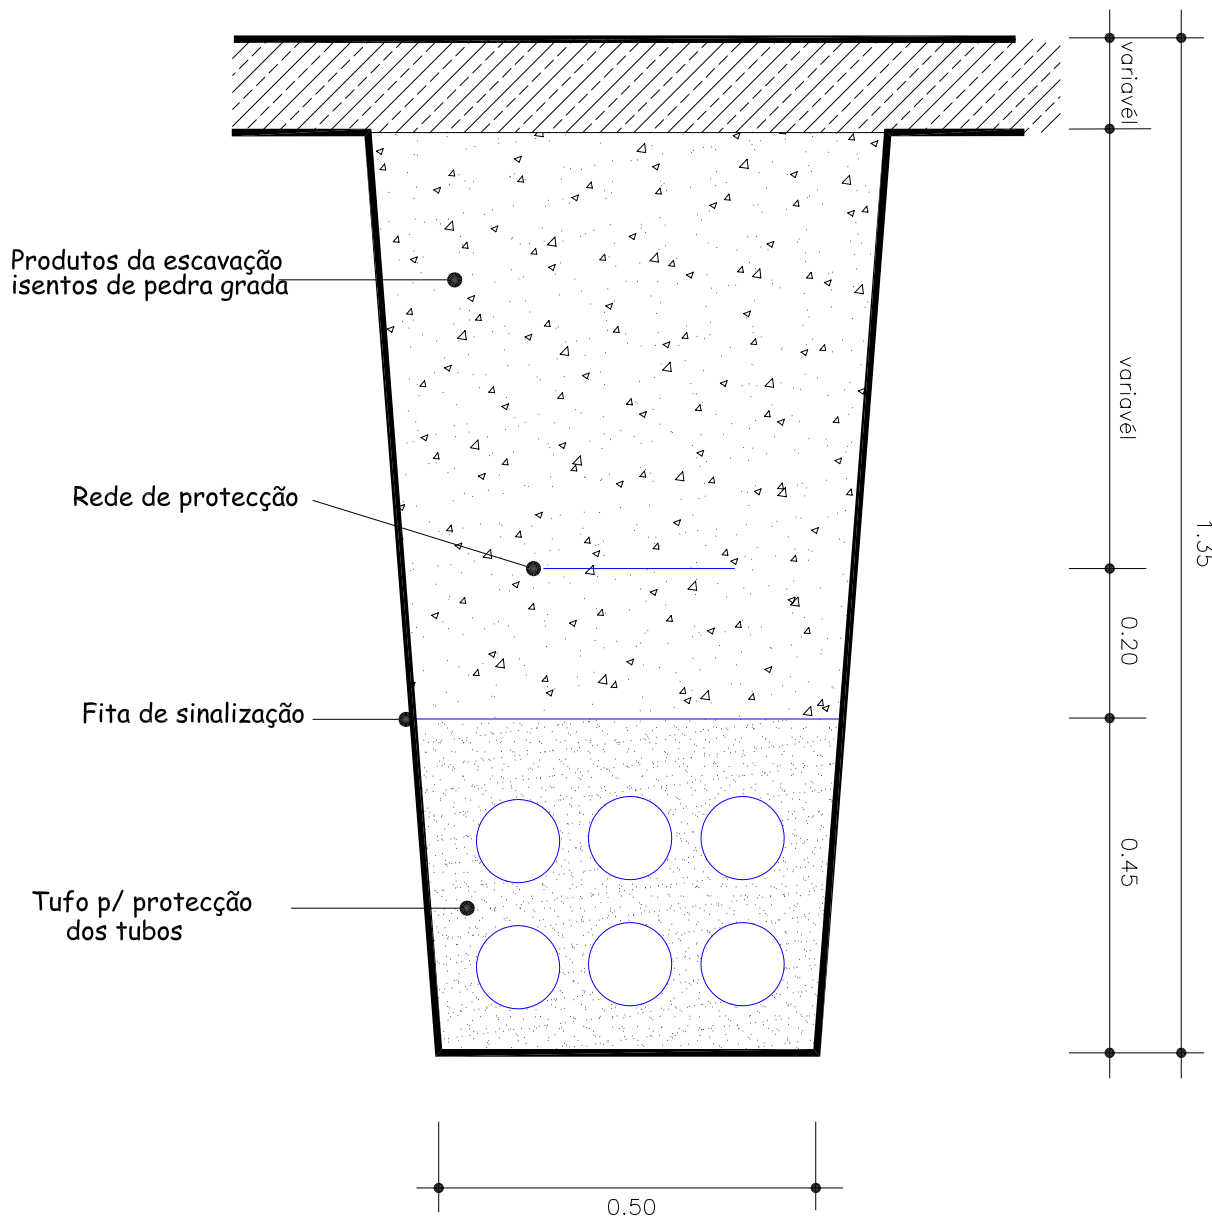 variavél
Produtos da escavação
isentos de pedra grada
variavél
Rede de protecção
1.35
0.20
Fita de sinalização
0.45
Tufo p/ protecção
dos tubos
0.50